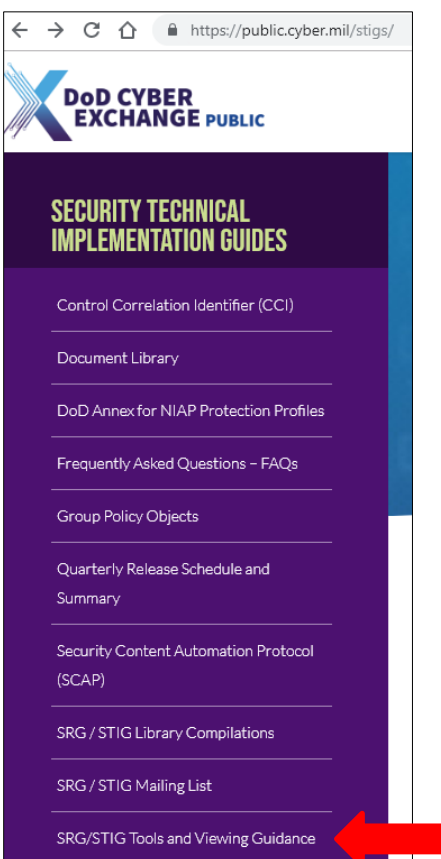 https://public.cyber.mil/stigs/
DoD CYBER
EXCHANGE PUBLIC
SECURITY TECHNICAL
IMPLEMENTATION GUIDES
Control Correlation Identifier (CCI)
Document Library
DoD Annex for NIAP Protection Profiles
Frequently Asked Questions – FAQs
Group Policy Objects
Quarterly Release Schedule and
Summary
Security Content Automation Protocol
(SCAP)
SRG / STIG Library Compilations
SRG / STIG Mailing List
SRG/STIG Tools and Viewing Guidance